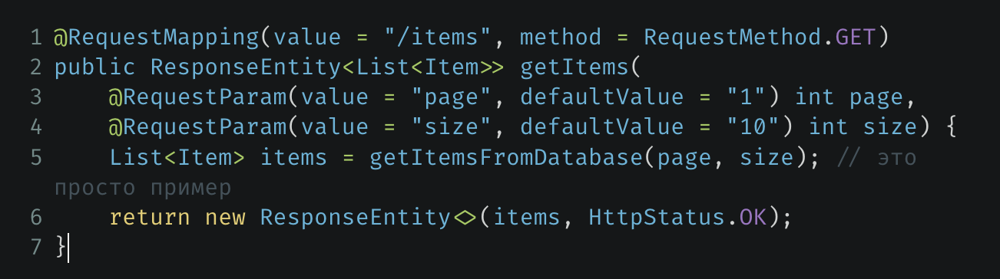 1 @RequestMapping(value = "/items", method = RequestMethod.GET)
2 public ResponseEntity<List<Item>> getItems(
3     @RequestParam(value = "page", defaultValue = "1") int page,
4     @RequestParam(value = "size", defaultValue = "10") int size) {
5     List<Item> items = getItemsFromDatabase(page, size); // это
просто пример
6     return new ResponseEntity<>(items, HttpStatus.OK);
7 }